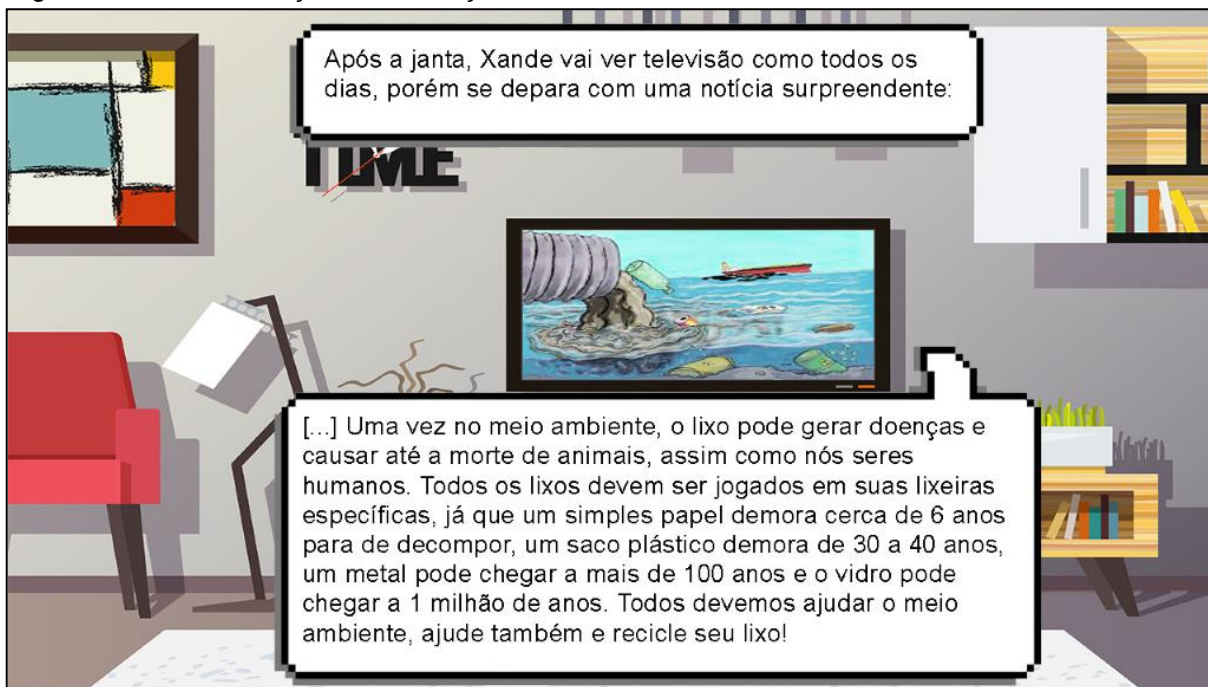 Após a janta, Xande vai ver televisão como todos os
dias, porém se depara com uma notícia surpreendente:
TIME
[...] Uma vez no meio ambiente, o lixo pode gerar doenças e
causar até a morte de animais, assim como nós seres
humanos. Todos os lixos devem ser jogados em suas lixeiras
específicas, já que um simples papel demora cerca de 6 anos
para de decompor, um saco plástico demora de 30 a 40 anos,
um metal pode chegar a mais de 100 anos e o vidro pode
chegar a 1 milhão de anos. Todos devemos ajudar o meio
ambiente, ajude também e recicle seu lixo!